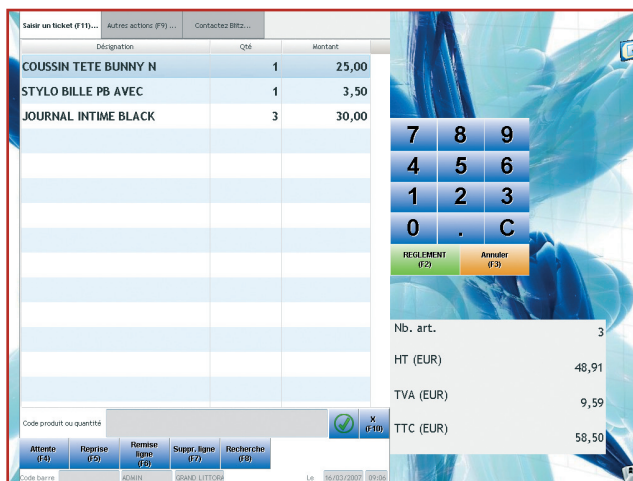 Saisir un ticket (F11)... Autres actions (F9) ... Contactez Blitz...
Désignation Qté Montant
COUSSIN TETE BUNNY N 1 25,00
STYLO BILLE PB AVEC 1 3,50
JOURNAL INTIME BLACK 3 30,00
7 8 9
4 5 6
1 2 3
0 . C
REGLEMENT (F2) Annuler (F3)
Nb. art. 3
HT (EUR) 48,91
TVA (EUR) 9,59
TTC (EUR) 58,50
Code produit ou quantité X (F10)
Attente (F4) Reprise (F5) Remise ligne (F6) Suppr. ligne (F7) Recherche (F8)
Code barre ADMIN GRAND LITTORA Le 16/03/2007 09:06